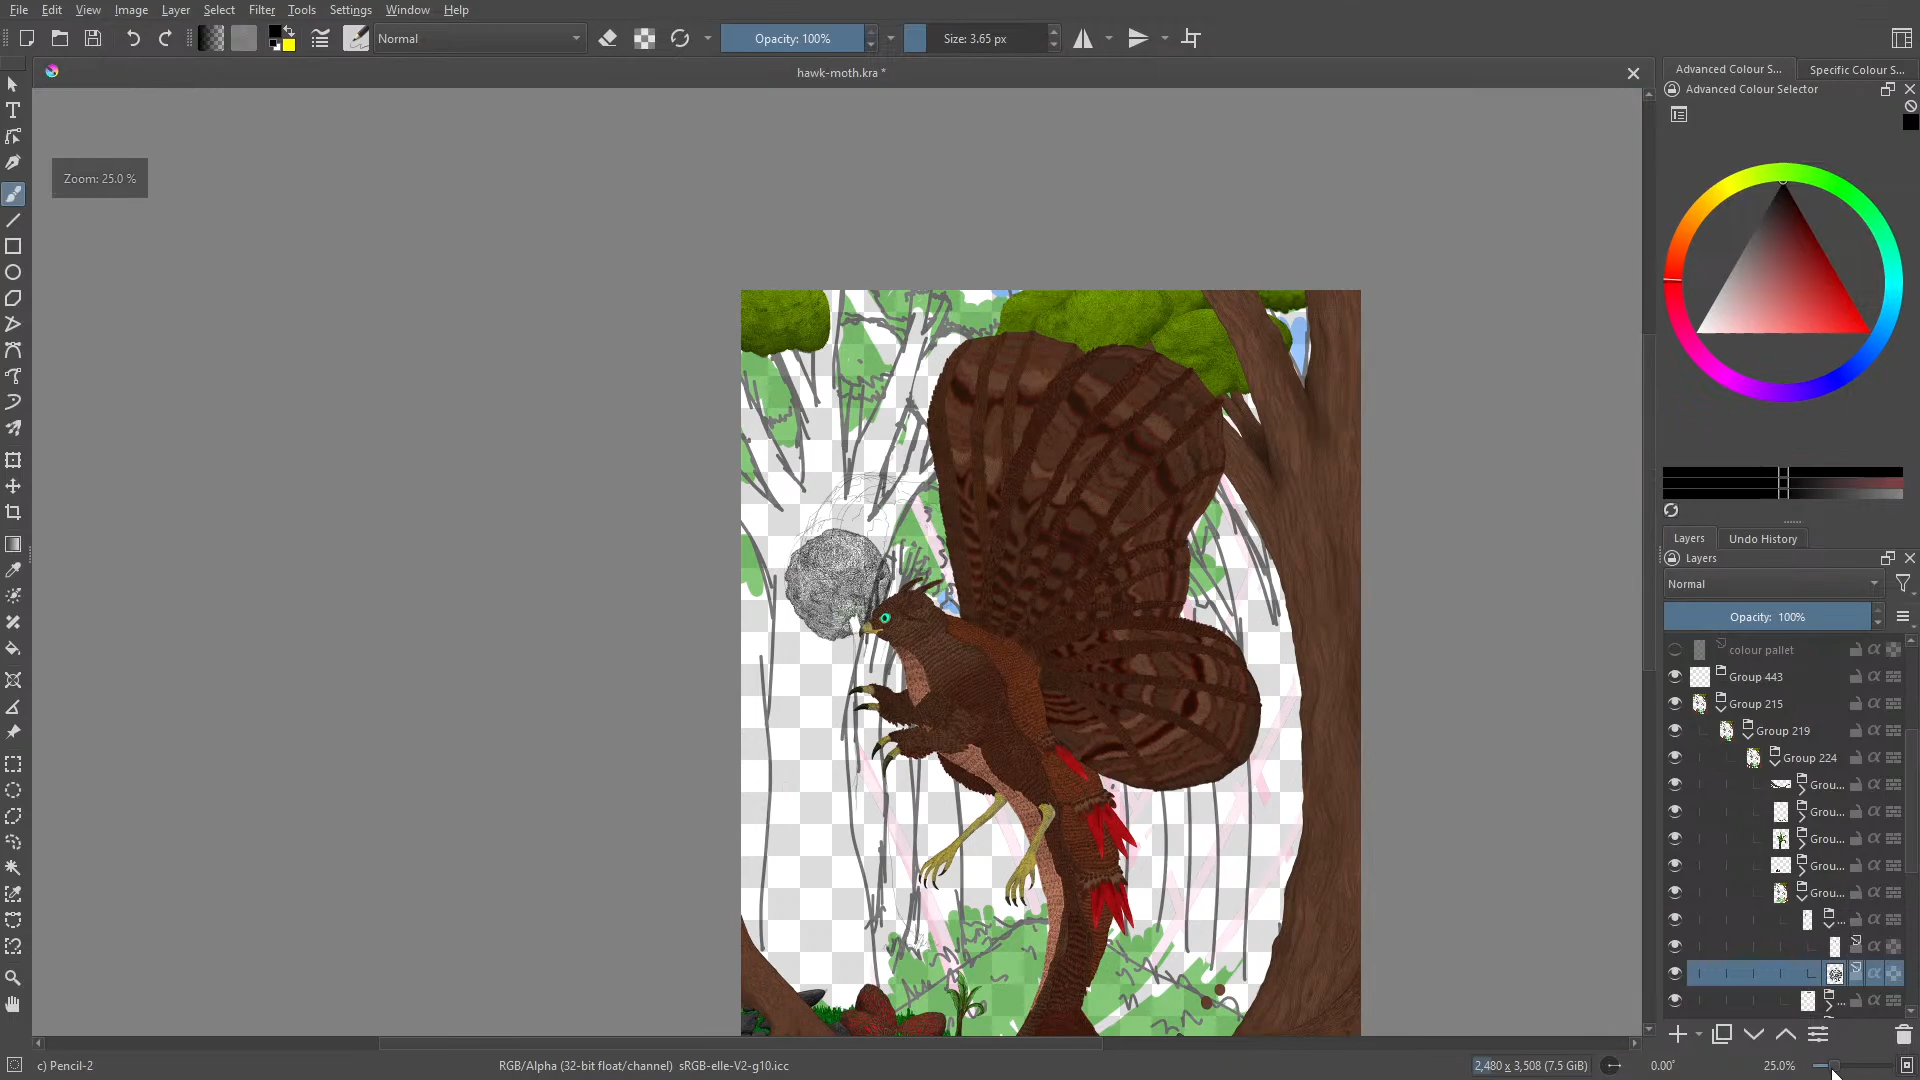 File Edit View Image Layer Select Filter Tools Settings Window Help
Normal
Opacity: 100%
Size: 3.65 px
hawk-moth.kra *
Zoom: 25.0 %
Advanced Colour S...
Specific Colour S...
Advanced Colour Selector
Layers
Undo History
Layers
Normal
Opacity: 100%
colour pallet
Group 443
Group 215
Group 219
Group 224
Grou...
Grou...
Grou...
Grou...
Grou...
...
...
c) Pencil-2
RGB/Alpha (32-bit float/channel) sRGB-elle-V2-g10.icc
2,480 x 3,508 (7.5 GiB)
0.00°
25.0%